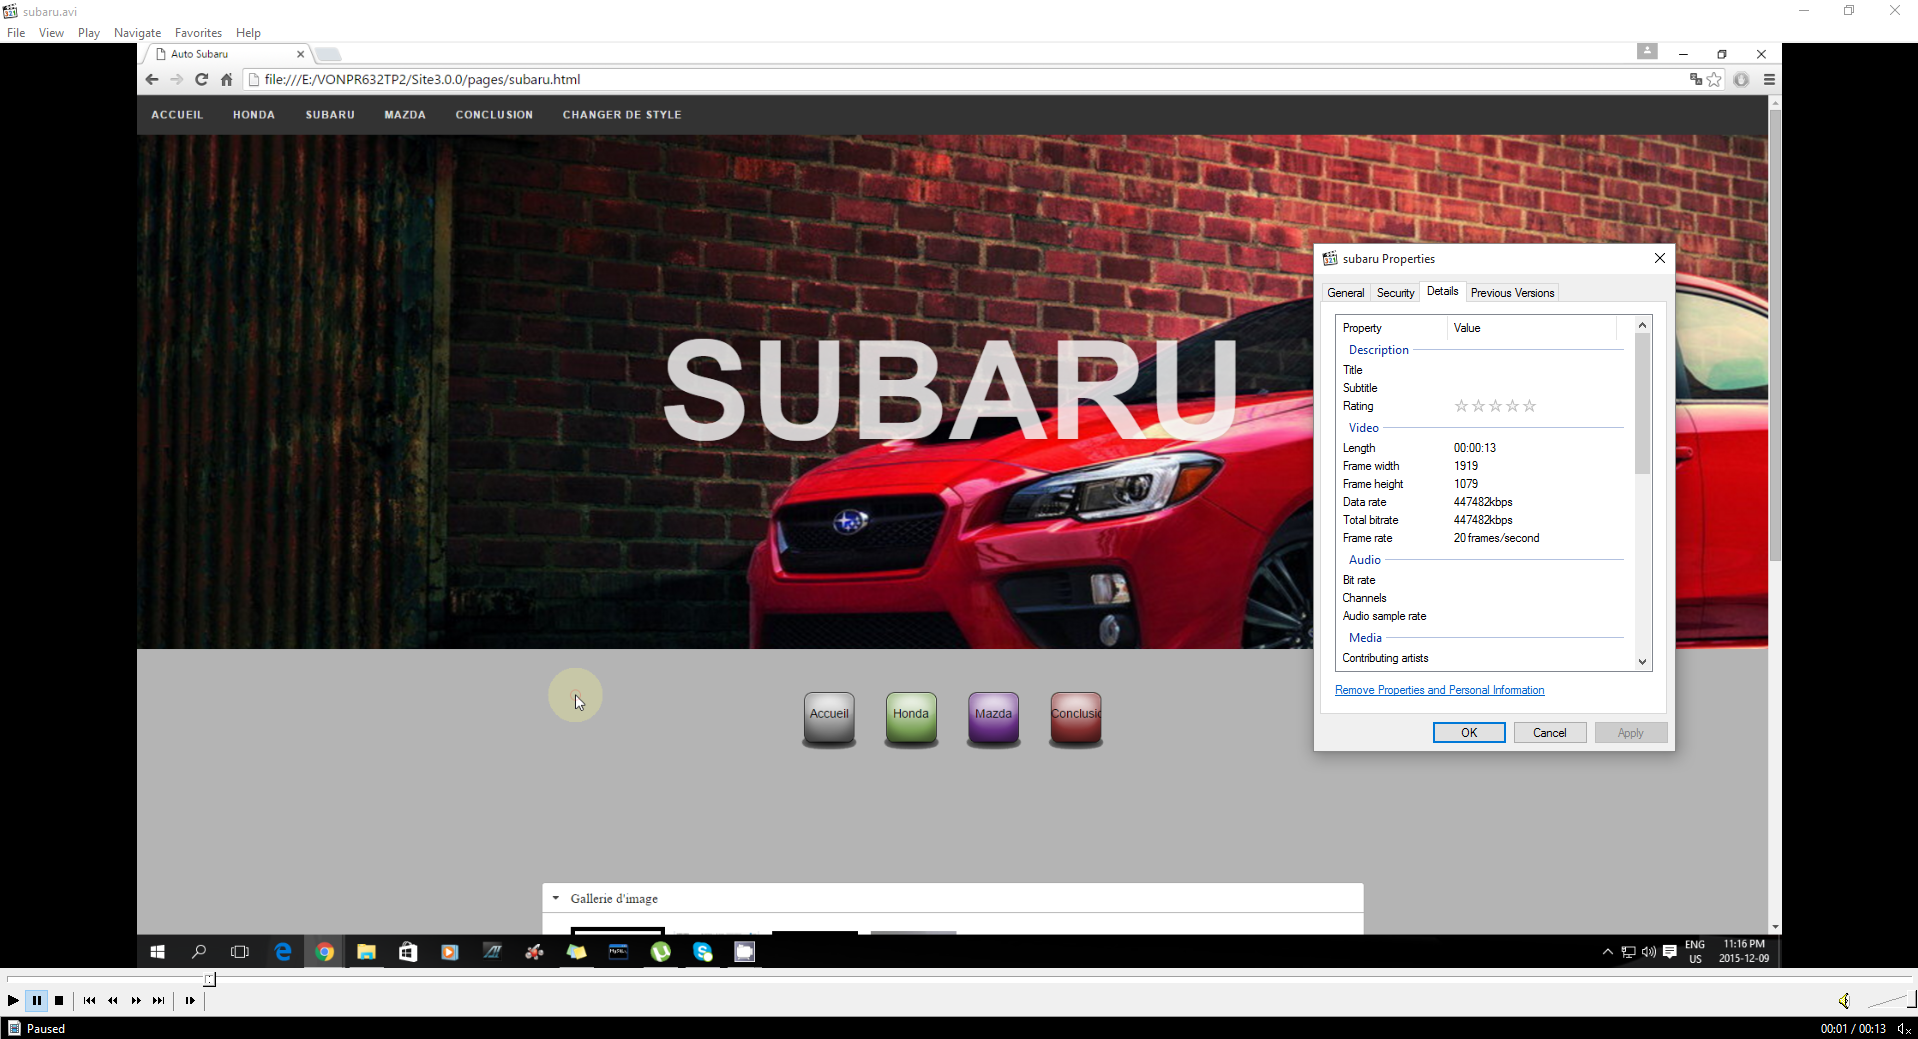 subaru.avi
File View Play Navigate Favorites Help
Auto Subaru
file:///E:/VONPR632TP2/Site3.0.0/pages/subaru.html
ACCUEIL HONDA SUBARU MAZDA CONCLUSION CHANGER DE STYLE
SUBARU
subaru Properties
General Security Details Previous Versions
Property Value
Description
Title
Subtitle
Rating
Video
Length 00:00:13
Frame width 1919
Frame height 1079
Data rate 447482kbps
Total bitrate 447482kbps
Frame rate 20 frames/second
Audio
Bit rate
Channels
Audio sample rate
Media
Contributing artists
Remove Properties and Personal Information
OK Cancel Apply
Accueil Honda Mazda Conclusic
Gallerie d'image
ENG 11:16 PM
US 2015-12-09
Paused 00:01 / 00:13